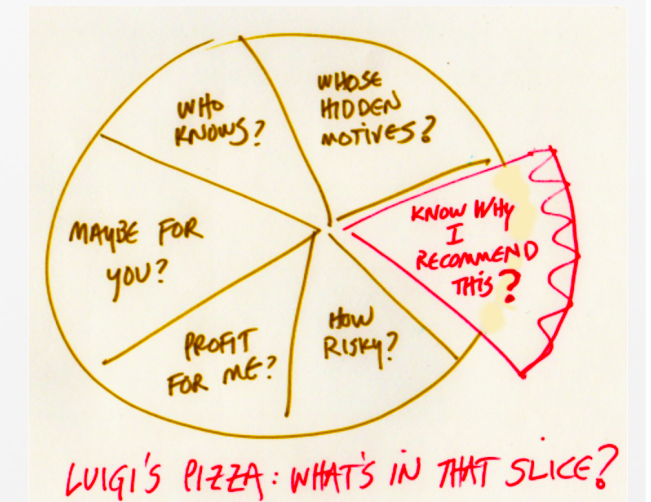 WHO
KNOWS?
WHOSE
HIDDEN
MOTIVES?
KNOW WHY
I
RECOMMEND
THIS?
MAYBE FOR
YOU?
PROFIT
FOR ME?
HOW
RISKY?
LUIGI'S PIZZA: WHAT'S IN THAT SLICE?